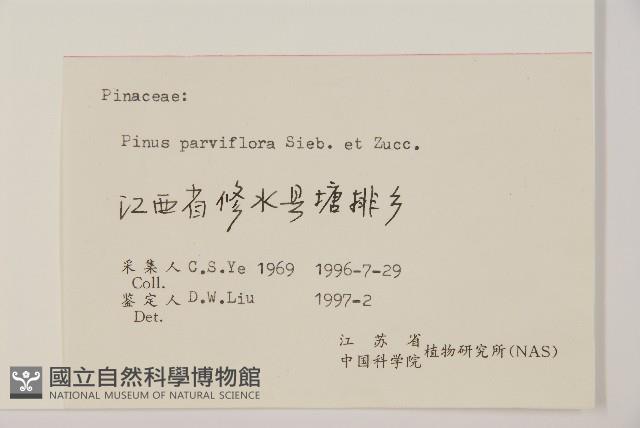 Pinaceae:
Pinus parviflora Sieb. et Zucc.
江西省修水县塘排乡
采集人 C.S.Ye 1969 1996-7-29
Coll.
鉴定人 D.W.Liu 1997-2
Det.
江苏省
中国科学院 植物研究所(NAS)
國立自然科學博物館
NATIONAL MUSEUM OF NATURAL SCIENCE